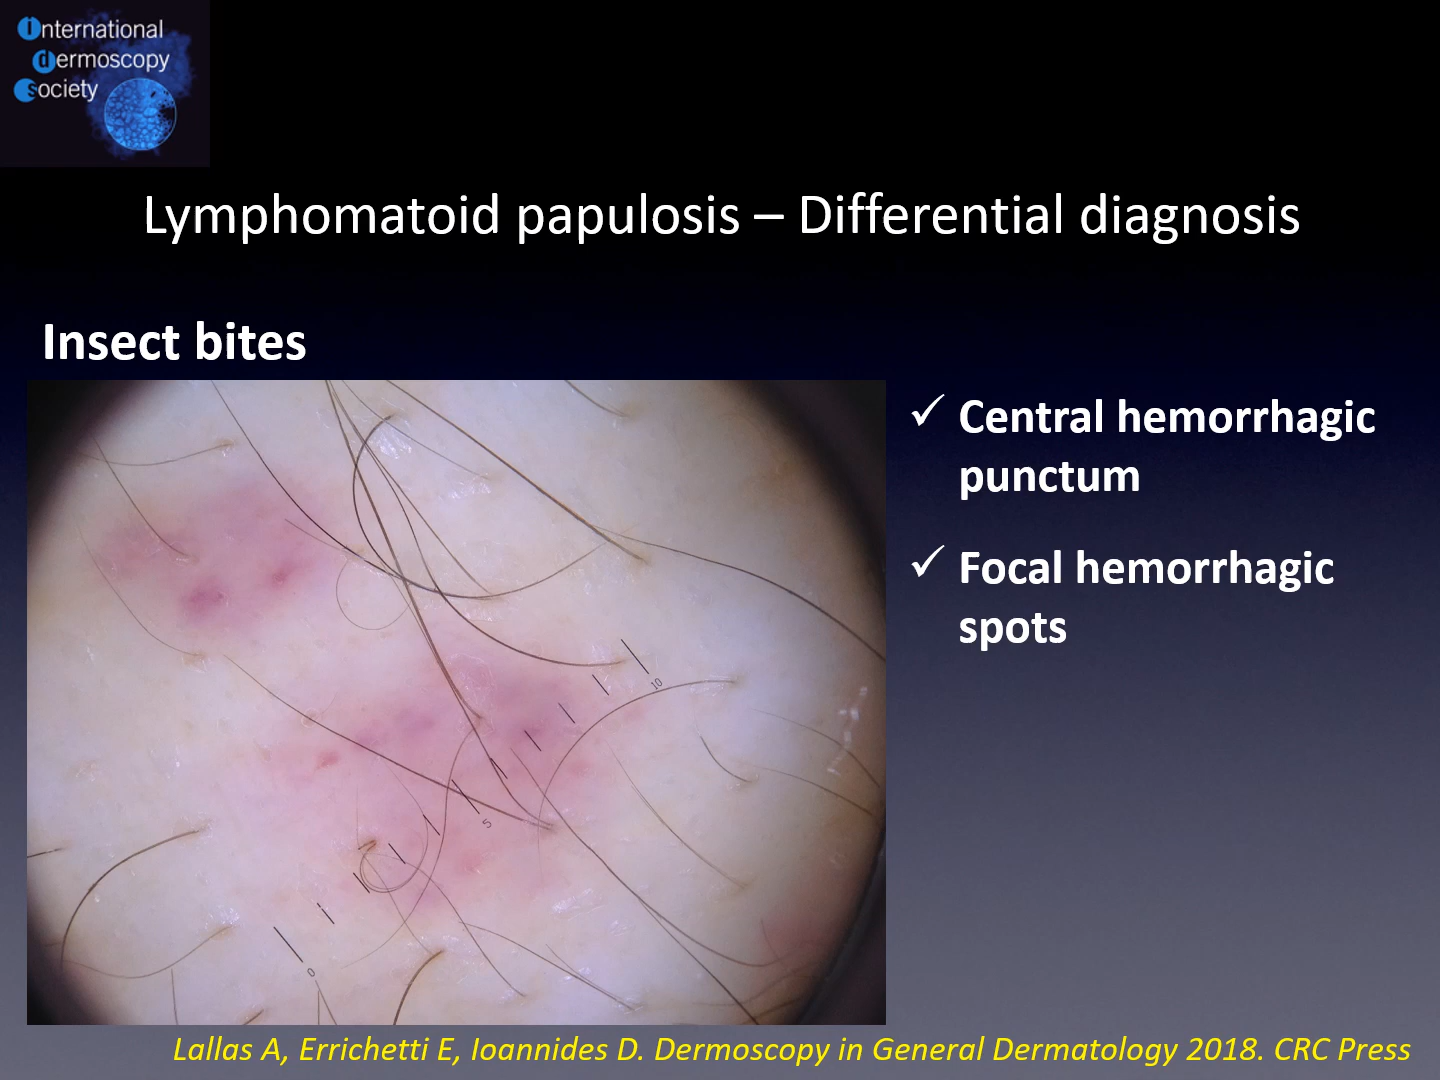 international
dermoscopy
society
Lymphomatoid papulosis – Differential diagnosis
Insect bites
✓ Central hemorrhagic
punctum
✓ Focal hemorrhagic
spots
10
5
0
Lallas A, Errichetti E, Ioannides D. Dermoscopy in General Dermatology 2018. CRC Press